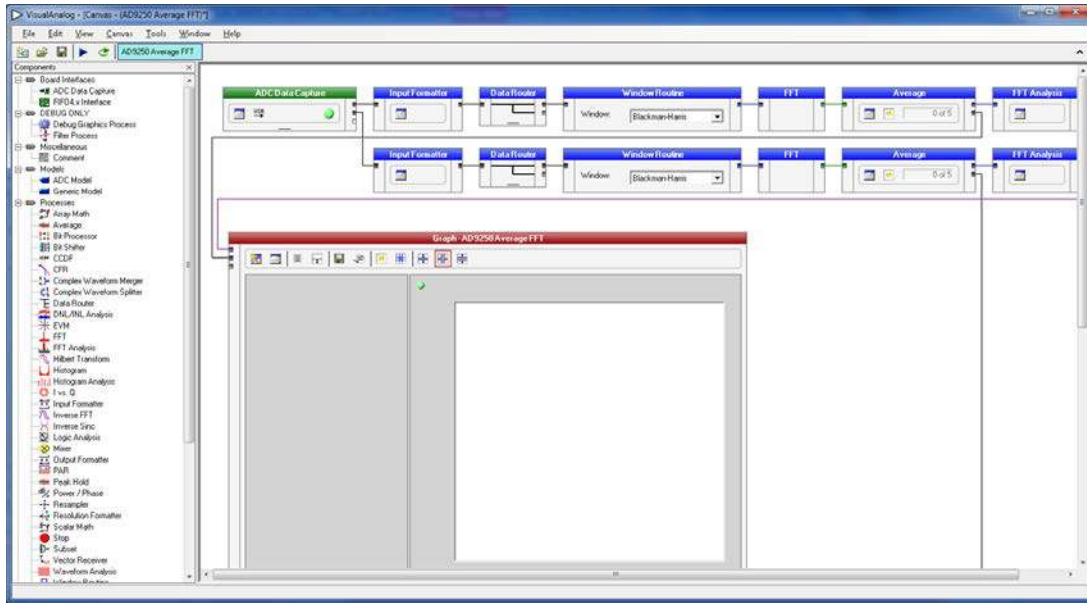 VisualAnalog - [Canvas - (AD9250 Average FFT)*]
File Edit View Canvas Tools Window Help
AD9250 Average FFT
Components
Board Interfaces
ADC Data Capture
FIFO4.x Interface
DEBUG ONLY
Debug Graphics Process
Filter Process
Miscellaneous
Comment
Models
ADC Model
Generic Model
Processes
Array Math
Average
Bit Processor
Bit Shifter
CCDF
CFR
Complex Waveform Merger
Complex Waveform Splitter
Data Router
DNL/INL Analysis
EVM
FFT
FFT Analysis
Hilbert Transform
Histogram
Histogram Analysis
I vs. Q
Input Formatter
Inverse FFT
Inverse Sinc
Logic Analysis
Mixer
Output Formatter
PAR
Peak Hold
Power / Phase
Resampler
Resolution Formatter
Scalar Math
Stop
Subset
Vector Receiver
Waveform Analysis
Window Routine
ADC Data Capture Input Formatter Data Router Window Routine FFT Average FFT Analysis
USB Window: Blackman-Harris 0 of 5
Input Formatter Data Router Window Routine FFT Average FFT Analysis
Window: Blackman-Harris 0 of 5
Graph - AD9250 Average FFT